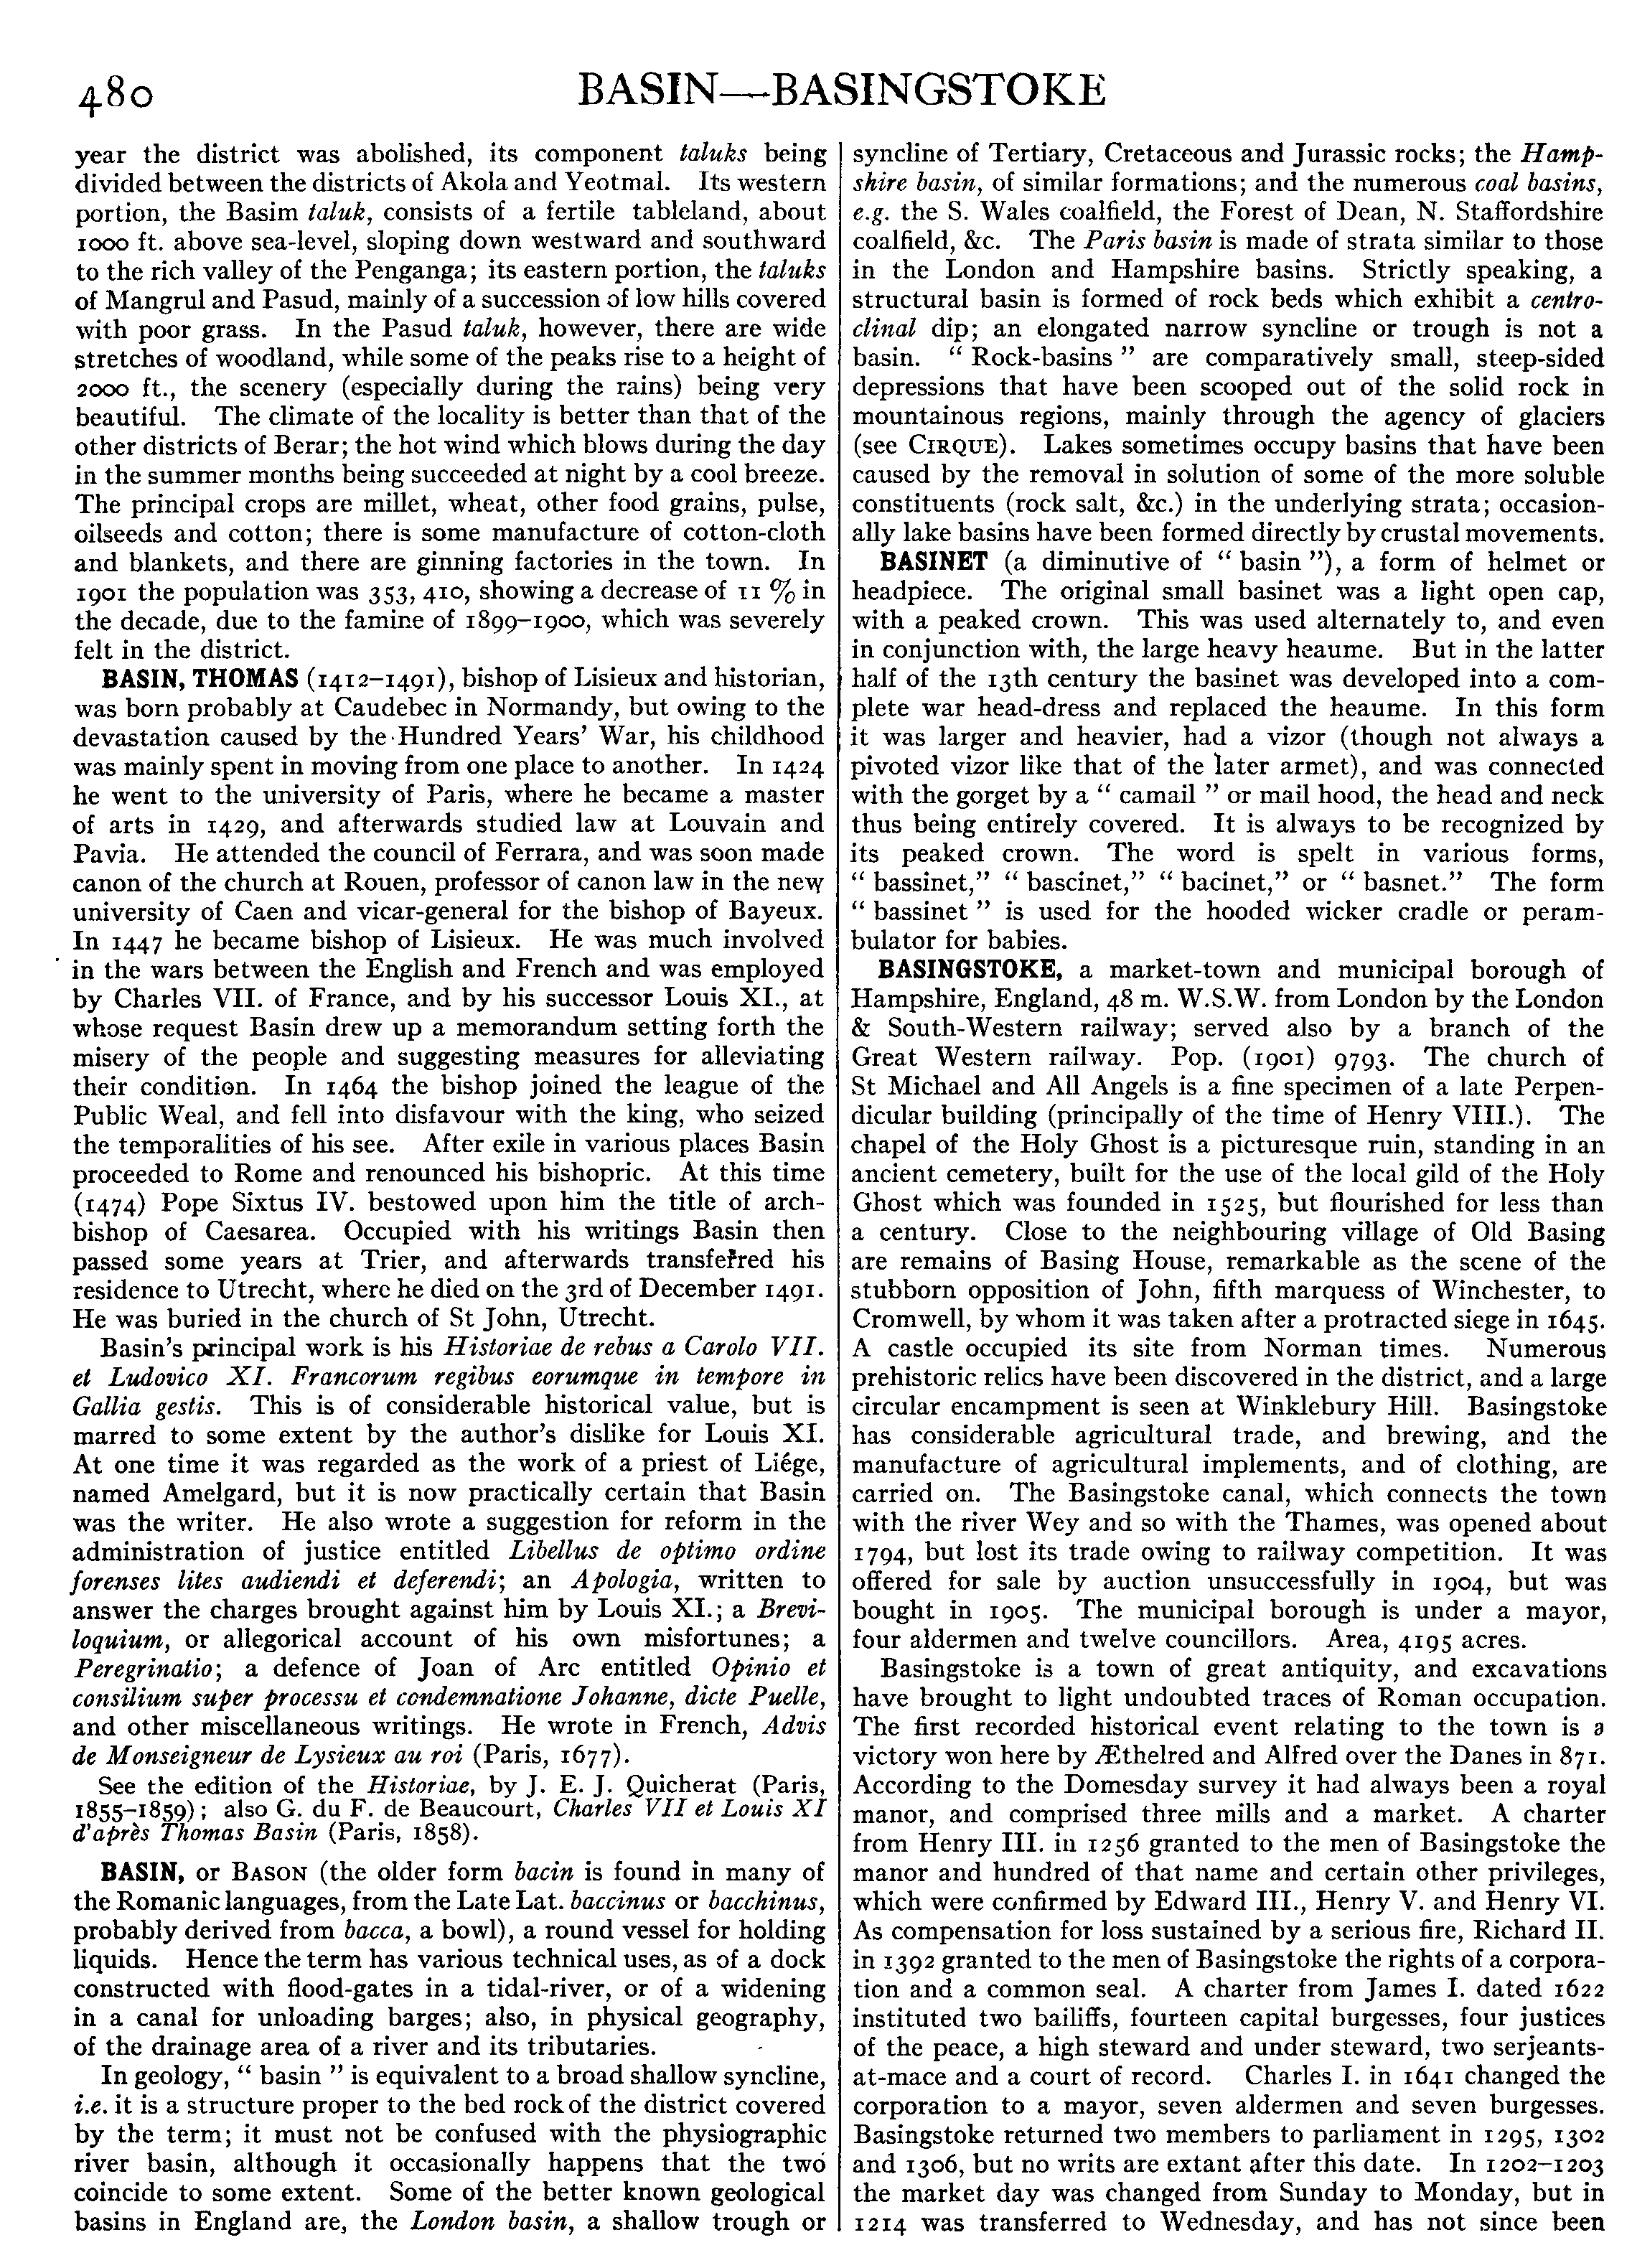 480
BASIN—BASINGSTOKE
year the district was abolished, its component taluks being
divided between the districts of Akola and Yeotmal. Its western
portion, the Basim taluk, consists of a fertile tableland, about
1000 ft. above sea-level, sloping down westward and southward
to the rich valley of the Penganga; its eastern portion, the taluks
of Mangrul and Pasud, mainly of a succession of low hills covered
with poor grass. In the Pasud taluk, however, there are wide
stretches of woodland, while some of the peaks rise to a height of
2000 ft., the scenery (especially during the rains) being very
beautiful. The climate of the locality is better than that of the
other districts of Berar; the hot wind which blows during the day
in the summer months being succeeded at night by a cool breeze.
The principal crops are millet, wheat, other food grains, pulse,
oilseeds and cotton; there is some manufacture of cotton-cloth
and blankets, and there are ginning factories in the town. In
1901 the population was 353,410, showing a decrease of 11 % in
the decade, due to the famine of 1899–1900, which was severely
felt in the district.
BASIN, THOMAS (1412–1491), bishop of Lisieux and historian,
was born probably at Caudebec in Normandy, but owing to the
devastation caused by the Hundred Years' War, his childhood
was mainly spent in moving from one place to another. In 1424
he went to the university of Paris, where he became a master
of arts in 1429, and afterwards studied law at Louvain and
Pavia. He attended the council of Ferrara, and was soon made
canon of the church at Rouen, professor of canon law in the new
university of Caen and vicar-general for the bishop of Bayeux.
In 1447 he became bishop of Lisieux. He was much involved
in the wars between the English and French and was employed
by Charles VII. of France, and by his successor Louis XI., at
whose request Basin drew up a memorandum setting forth the
misery of the people and suggesting measures for alleviating
their condition. In 1464 the bishop joined the league of the
Public Weal, and fell into disfavour with the king, who seized
the temporalities of his see. After exile in various places Basin
proceeded to Rome and renounced his bishopric. At this time
(1474) Pope Sixtus IV. bestowed upon him the title of arch-
bishop of Caesarea. Occupied with his writings Basin then
passed some years at Trier, and afterwards transferred his
residence to Utrecht, where he died on the 3rd of December 1491.
He was buried in the church of St John, Utrecht.
Basin's principal work is his Historiae de rebus a Carolo VII.
et Ludovico XI. Francorum regibus eorumque in tempore in
Gallia gestis. This is of considerable historical value, but is
marred to some extent by the author's dislike for Louis XI.
At one time it was regarded as the work of a priest of Liége,
named Amelgard, but it is now practically certain that Basin
was the writer. He also wrote a suggestion for reform in the
administration of justice entitled Libellus de optimo ordine
forenses lites audiendi et deferendi; an Apologia, written to
answer the charges brought against him by Louis XI.; a Brevi-
loquium, or allegorical account of his own misfortunes; a
Peregrinatio; a defence of Joan of Arc entitled Opinio et
consilium super processu et condemnatione Johanne, dicte Puelle,
and other miscellaneous writings. He wrote in French, Advis
de Monseigneur de Lysieux au roi (Paris, 1677).
See the edition of the Historiae, by J. E. J. Quicherat (Paris,
1855–1859); also G. du F. de Beaucourt, Charles VII et Louis XI
d'après Thomas Basin (Paris, 1858).
BASIN, or BASON (the older form bacin is found in many of
the Romanic languages, from the Late Lat. baccinus or bacchinus,
probably derived from bacca, a bowl), a round vessel for holding
liquids. Hence the term has various technical uses, as of a dock
constructed with flood-gates in a tidal-river, or of a widening
in a canal for unloading barges; also, in physical geography,
of the drainage area of a river and its tributaries.
In geology, “ basin ” is equivalent to a broad shallow syncline,
i.e. it is a structure proper to the bed rock of the district covered
by the term; it must not be confused with the physiographic
river basin, although it occasionally happens that the two
coincide to some extent. Some of the better known geological
basins in England are, the London basin, a shallow trough or
syncline of Tertiary, Cretaceous and Jurassic rocks; the Hamp-
shire basin, of similar formations; and the numerous coal basins,
e.g. the S. Wales coalfield, the Forest of Dean, N. Staffordshire
coalfield, &c. The Paris basin is made of strata similar to those
in the London and Hampshire basins. Strictly speaking, a
structural basin is formed of rock beds which exhibit a centro-
clinal dip; an elongated narrow syncline or trough is not a
basin. “ Rock-basins ” are comparatively small, steep-sided
depressions that have been scooped out of the solid rock in
mountainous regions, mainly through the agency of glaciers
(see CIRQUE). Lakes sometimes occupy basins that have been
caused by the removal in solution of some of the more soluble
constituents (rock salt, &c.) in the underlying strata; occasion-
ally lake basins have been formed directly by crustal movements.
BASINET (a diminutive of “ basin ”), a form of helmet or
headpiece. The original small basinet was a light open cap,
with a peaked crown. This was used alternately to, and even
in conjunction with, the large heavy heaume. But in the latter
half of the 13th century the basinet was developed into a com-
plete war head-dress and replaced the heaume. In this form
it was larger and heavier, had a vizor (though not always a
pivoted vizor like that of the later armet), and was connected
with the gorget by a “ camail ” or mail hood, the head and neck
thus being entirely covered. It is always to be recognized by
its peaked crown. The word is spelt in various forms,
“ bassinet,” “ bascinet,” “ bacinet,” or “ basnet.” The form
“ bassinet ” is used for the hooded wicker cradle or peram-
bulator for babies.
BASINGSTOKE, a market-town and municipal borough of
Hampshire, England, 48 m. W.S.W. from London by the London
& South-Western railway; served also by a branch of the
Great Western railway. Pop. (1901) 9793. The church of
St Michael and All Angels is a fine specimen of a late Perpen-
dicular building (principally of the time of Henry VIII.). The
chapel of the Holy Ghost is a picturesque ruin, standing in an
ancient cemetery, built for the use of the local gild of the Holy
Ghost which was founded in 1525, but flourished for less than
a century. Close to the neighbouring village of Old Basing
are remains of Basing House, remarkable as the scene of the
stubborn opposition of John, fifth marquess of Winchester, to
Cromwell, by whom it was taken after a protracted siege in 1645.
A castle occupied its site from Norman times. Numerous
prehistoric relics have been discovered in the district, and a large
circular encampment is seen at Winklebury Hill. Basingstoke
has considerable agricultural trade, and brewing, and the
manufacture of agricultural implements, and of clothing, are
carried on. The Basingstoke canal, which connects the town
with the river Wey and so with the Thames, was opened about
1794, but lost its trade owing to railway competition. It was
offered for sale by auction unsuccessfully in 1904, but was
bought in 1905. The municipal borough is under a mayor,
four aldermen and twelve councillors. Area, 4195 acres.
Basingstoke is a town of great antiquity, and excavations
have brought to light undoubted traces of Roman occupation.
The first recorded historical event relating to the town is a
victory won here by Æthelred and Alfred over the Danes in 871.
According to the Domesday survey it had always been a royal
manor, and comprised three mills and a market. A charter
from Henry III. in 1256 granted to the men of Basingstoke the
manor and hundred of that name and certain other privileges,
which were confirmed by Edward III., Henry V. and Henry VI.
As compensation for loss sustained by a serious fire, Richard II.
in 1392 granted to the men of Basingstoke the rights of a corpora-
tion and a common seal. A charter from James I. dated 1622
instituted two bailiffs, fourteen capital burgesses, four justices
of the peace, a high steward and under steward, two serjeants-
at-mace and a court of record. Charles I. in 1641 changed the
corporation to a mayor, seven aldermen and seven burgesses.
Basingstoke returned two members to parliament in 1295, 1302
and 1306, but no writs are extant after this date. In 1202–1203
the market day was changed from Sunday to Monday, but in
1214 was transferred to Wednesday, and has not since been